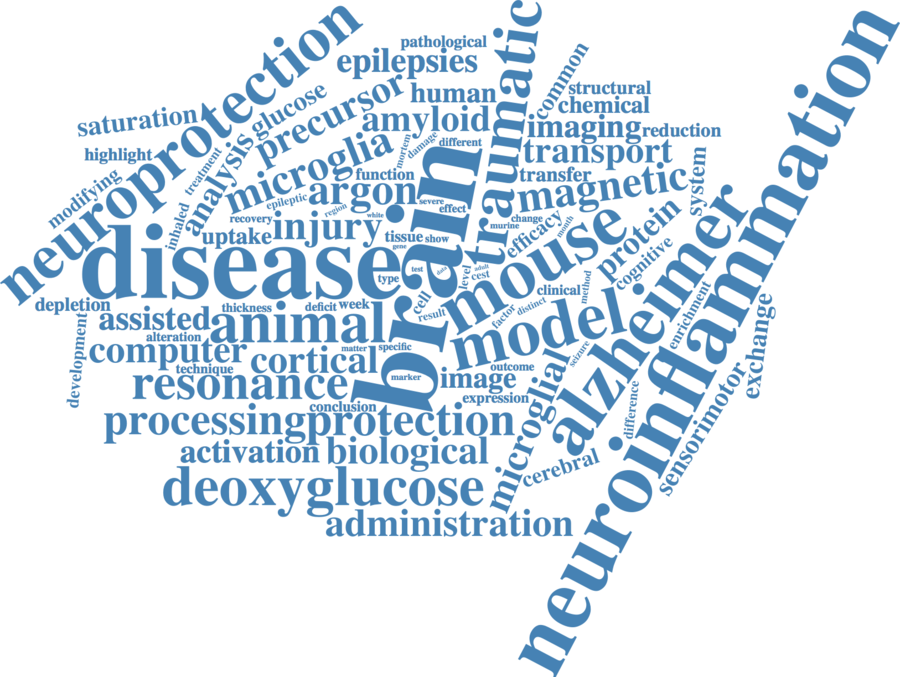 neuroprotection
pathological
epilepsies
traumatic
common
neuroinflammation
saturation
glucose
precursor
human
structural
chemical
highlight
analysis
amyloid
imaging
reduction
modifying
treatment
microglia
mortem
damage
different
transport
inhaled
epileptic
argon
function
severe
effect
transfer
magnetic
system
recovery
region
white
murine
change
month
uptake
injury
tissue
show
brain
efficacy
protein
disease
gene
type
test
data
level
adult
cest
mouse
cognitive
alzheimer
depletion
thickness
deficit
week
cell
result
clinical
method
factor
distinct
enrichment
exchange
development
assisted
alteration
animal
matter
specific
model
seizure
computer
technique
cortical
marker
image
outcome
expression
resonance
conclusion
microglial
difference
sensorimotor
processing
protection
activation
biological
cerebral
deoxyglucose
administration